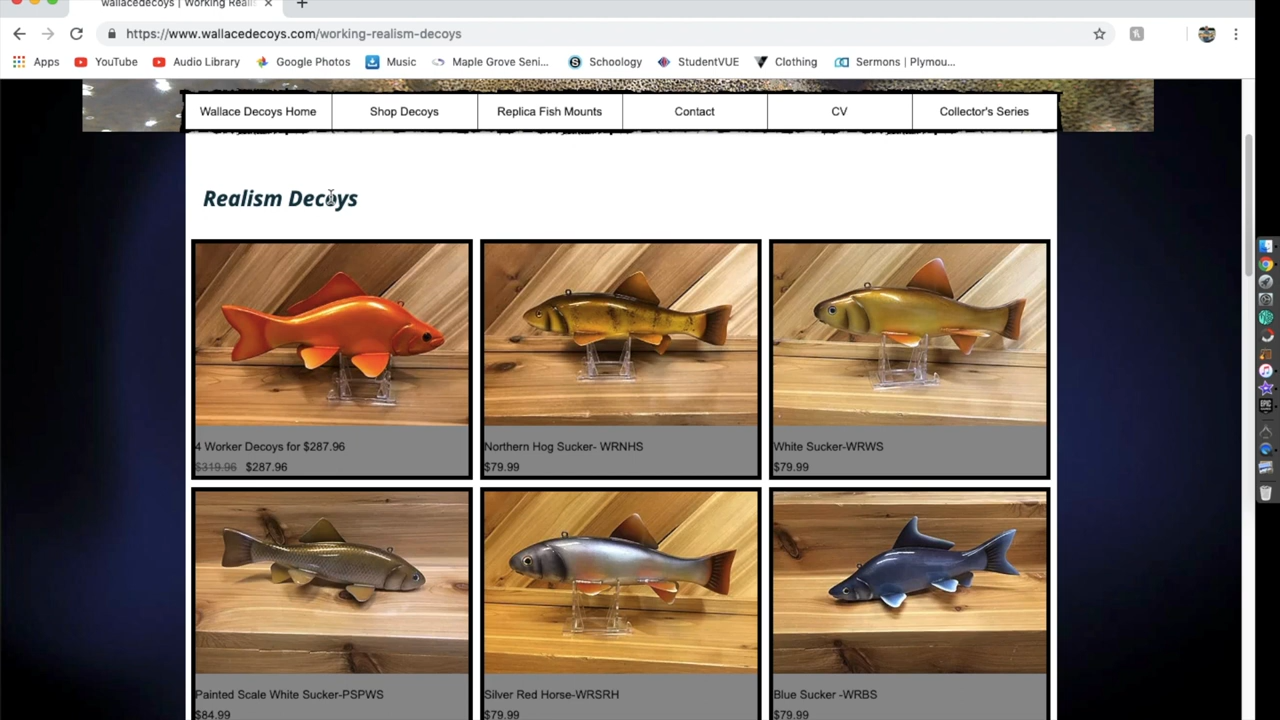 wallacedecoys | Working Realis
https://www.wallacedecoys.com/working-realism-decoys
Apps YouTube Audio Library Google Photos Music Maple Grove Seni... Schoology StudentVUE Clothing Sermons | Plymou...
Wallace Decoys Home Shop Decoys Replica Fish Mounts Contact CV Collector's Series
Realism Decoys
4 Worker Decoys for $287.96
$319.96 $287.96
Northern Hog Sucker- WRNHS
$79.99
White Sucker-WRWS
$79.99
Painted Scale White Sucker-PSPWS
$84.99
Silver Red Horse-WRSRH
$79.99
Blue Sucker -WRBS
$79.99
EPIC